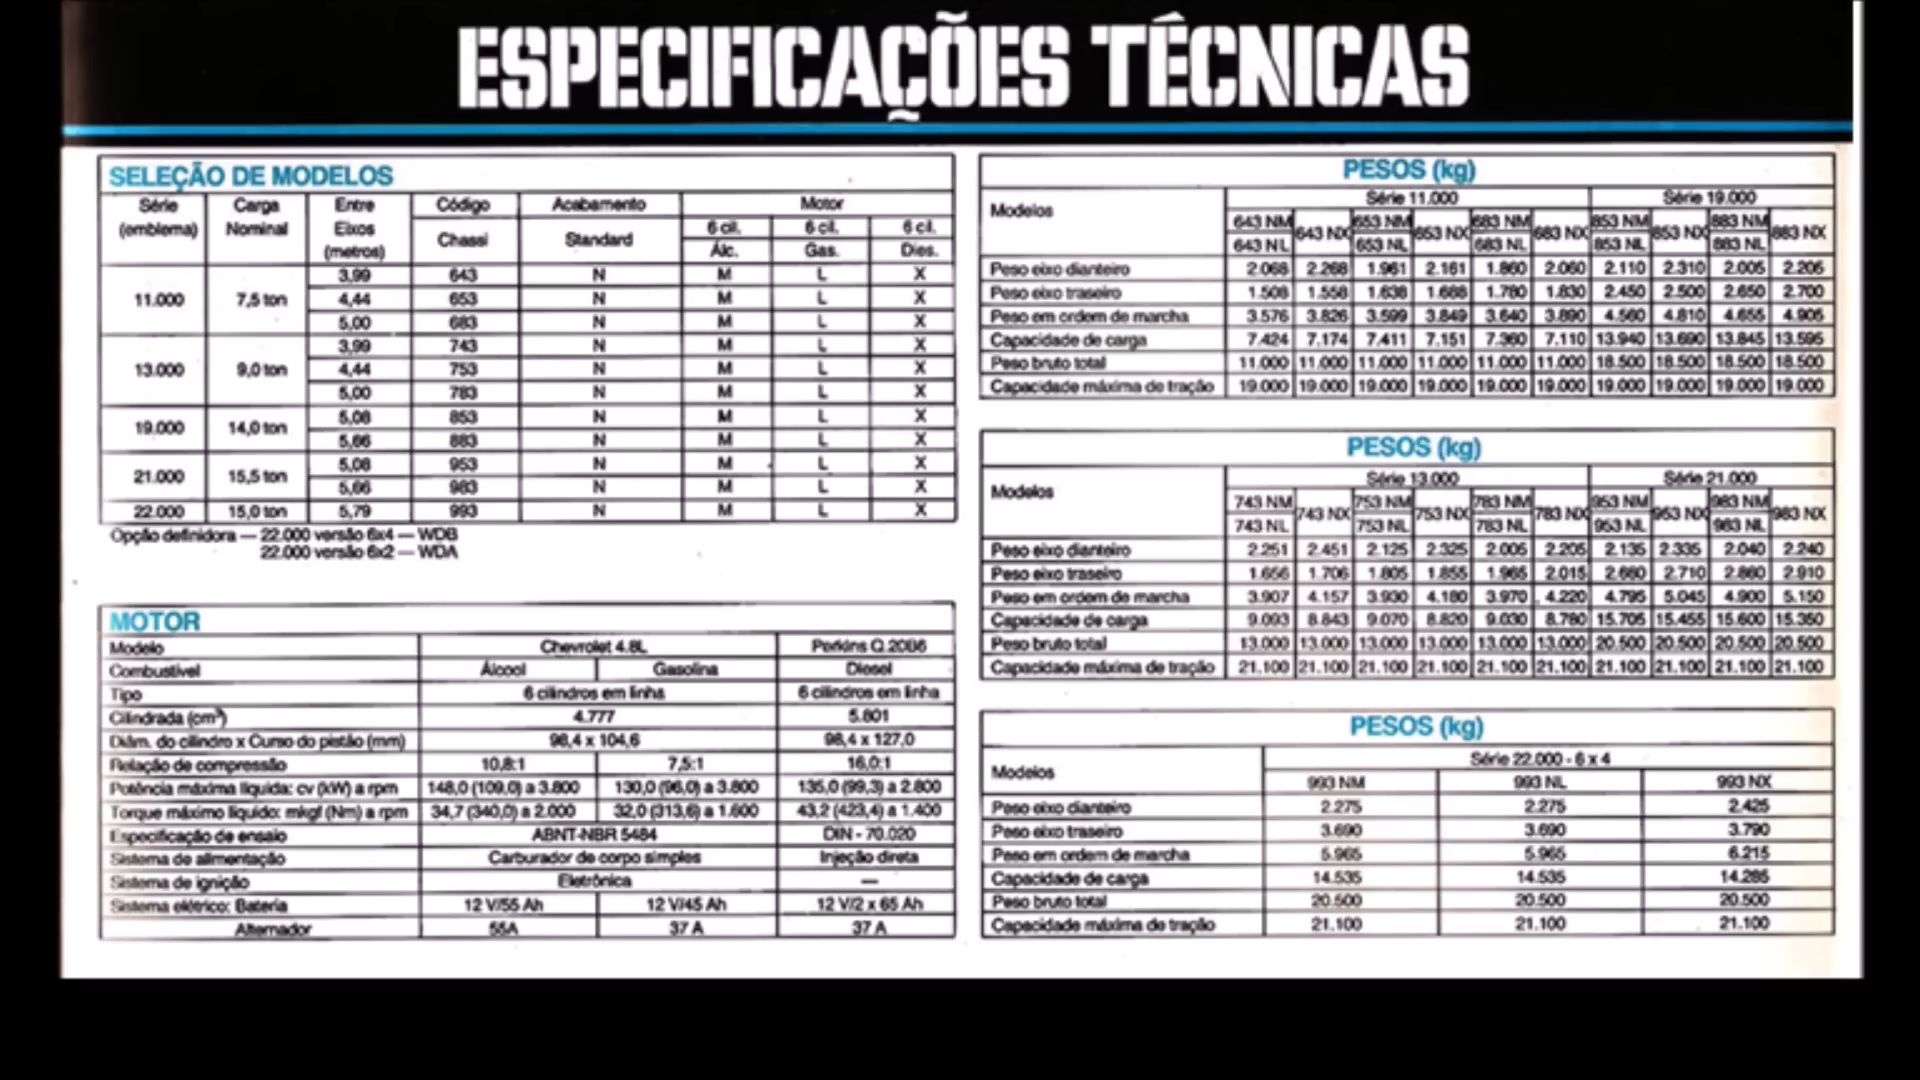 ESPECIFICAÇÕES TÉCNICAS
SELEÇÃO DE MODELOS
Série (emblema) Carga Nominal Entre Eixos (metros) Código Chassi Acabamento Standard Motor
6 cil. Álc. 6 cil. Gas. 6 cil. Dies.
11.000 7,5 ton 3,99 643 N M L X
4,44 653 N M L X
5,00 683 N M L X
13.000 9,0 ton 3,99 743 N M L X
4,44 753 N M L X
5,00 783 N M L X
19.000 14,0 ton 5,08 853 N M L X
5,66 883 N M L X
21.000 15,5 ton 5,08 953 N M L X
5,66 983 N M L X
22.000 15,0 ton 5,79 993 N M L X
Opção definidora — 22.000 versão 6x4 — WDB
22.000 versão 6x2 — WDA
MOTOR
Modelo Chevrolet 4.8L Perkins Q.20B6
Combustível Álcool Gasolina Diesel
Tipo 6 cilindros em linha 6 cilindros em linha
Cilindrada (cm³) 4.777 5.801
Diâm. do cilindro x Curso do pistão (mm) 98,4 x 104,6 98,4 x 127,0
Relação de compressão 10,8:1 7,5:1 16,0:1
Potência máxima líquida: cv (kW) a rpm 148,0 (109,0) a 3.800 130,0 (96,0) a 3.800 135,0 (99,3) a 2.800
Torque máximo líquido: mkgf (Nm) a rpm 34,7 (340,0) a 2.000 32,0 (313,6) a 1.600 43,2 (423,4) a 1.400
Especificação de ensaio ABNT-NBR 5484 DIN - 70.020
Sistema de alimentação Carburador de corpo simples Injeção direta
Sistema de ignição Eletrônica —
Sistema elétrico: Bateria 12 V/55 Ah 12 V/45 Ah 12 V/2 x 65 Ah
Alternador 55A 37 A 37 A
PESOS (kg)
Modelos Série 11.000 Série 19.000
643 NM 643 NX 653 NM 653 NX 683 NM 683 NX 853 NM 853 NX 883 NM 883 NX
643 NL 653 NL 683 NL 853 NL 883 NL
Peso eixo dianteiro 2.068 2.268 1.961 2.161 1.860 2.060 2.110 2.310 2.005 2.205
Peso eixo traseiro 1.508 1.558 1.638 1.688 1.780 1.830 2.450 2.500 2.650 2.700
Peso em ordem de marcha 3.576 3.826 3.599 3.849 3.640 3.890 4.560 4.810 4.655 4.905
Capacidade de carga 7.424 7.174 7.411 7.151 7.360 7.110 13.940 13.690 13.845 13.595
Peso bruto total 11.000 11.000 11.000 11.000 11.000 11.000 18.500 18.500 18.500 18.500
Capacidade máxima de tração 19.000 19.000 19.000 19.000 19.000 19.000 19.000 19.000 19.000 19.000
PESOS (kg)
Modelos Série 13.000 Série 21.000
743 NM 743 NX 753 NM 753 NX 783 NM 783 NX 953 NM 953 NX 983 NM 983 NX
743 NL 753 NL 783 NL 953 NL 983 NL
Peso eixo dianteiro 2.251 2.451 2.125 2.325 2.005 2.205 2.135 2.335 2.040 2.240
Peso eixo traseiro 1.656 1.706 1.805 1.855 1.965 2.015 2.660 2.710 2.860 2.910
Peso em ordem de marcha 3.907 4.157 3.930 4.180 3.970 4.220 4.795 5.045 4.900 5.150
Capacidade de carga 9.093 8.843 9.070 8.820 9.030 8.780 15.705 15.455 15.600 15.350
Peso bruto total 13.000 13.000 13.000 13.000 13.000 13.000 20.500 20.500 20.500 20.500
Capacidade máxima de tração 21.100 21.100 21.100 21.100 21.100 21.100 21.100 21.100 21.100 21.100
PESOS (kg)
Modelos Série 22.000 - 6 x 4
993 NM 993 NL 993 NX
Peso eixo dianteiro 2.275 2.275 2.425
Peso eixo traseiro 3.690 3.690 3.790
Peso em ordem de marcha 5.965 5.965 6.215
Capacidade de carga 14.535 14.535 14.285
Peso bruto total 20.500 20.500 20.500
Capacidade máxima de tração 21.100 21.100 21.100